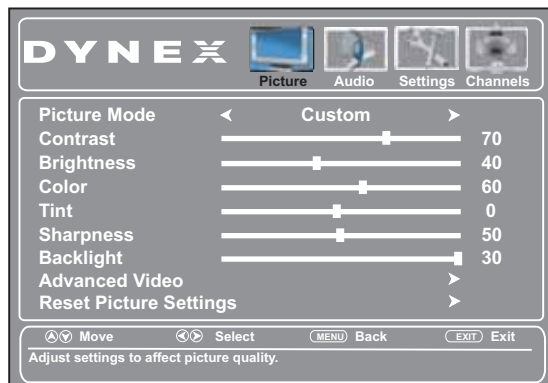 DYNEX
Picture Audio Settings Channels
Picture Mode Custom
Contrast 70
Brightness 40
Color 60
Tint 0
Sharpness 50
Backlight 30
Advanced Video
Reset Picture Settings
Move Select MENU Back EXIT Exit
Adjust settings to affect picture quality.